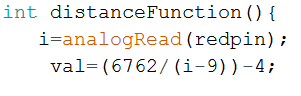 int distanceFunction(){
i=analogRead(redpin);
val=(6762/(i-9))-4;